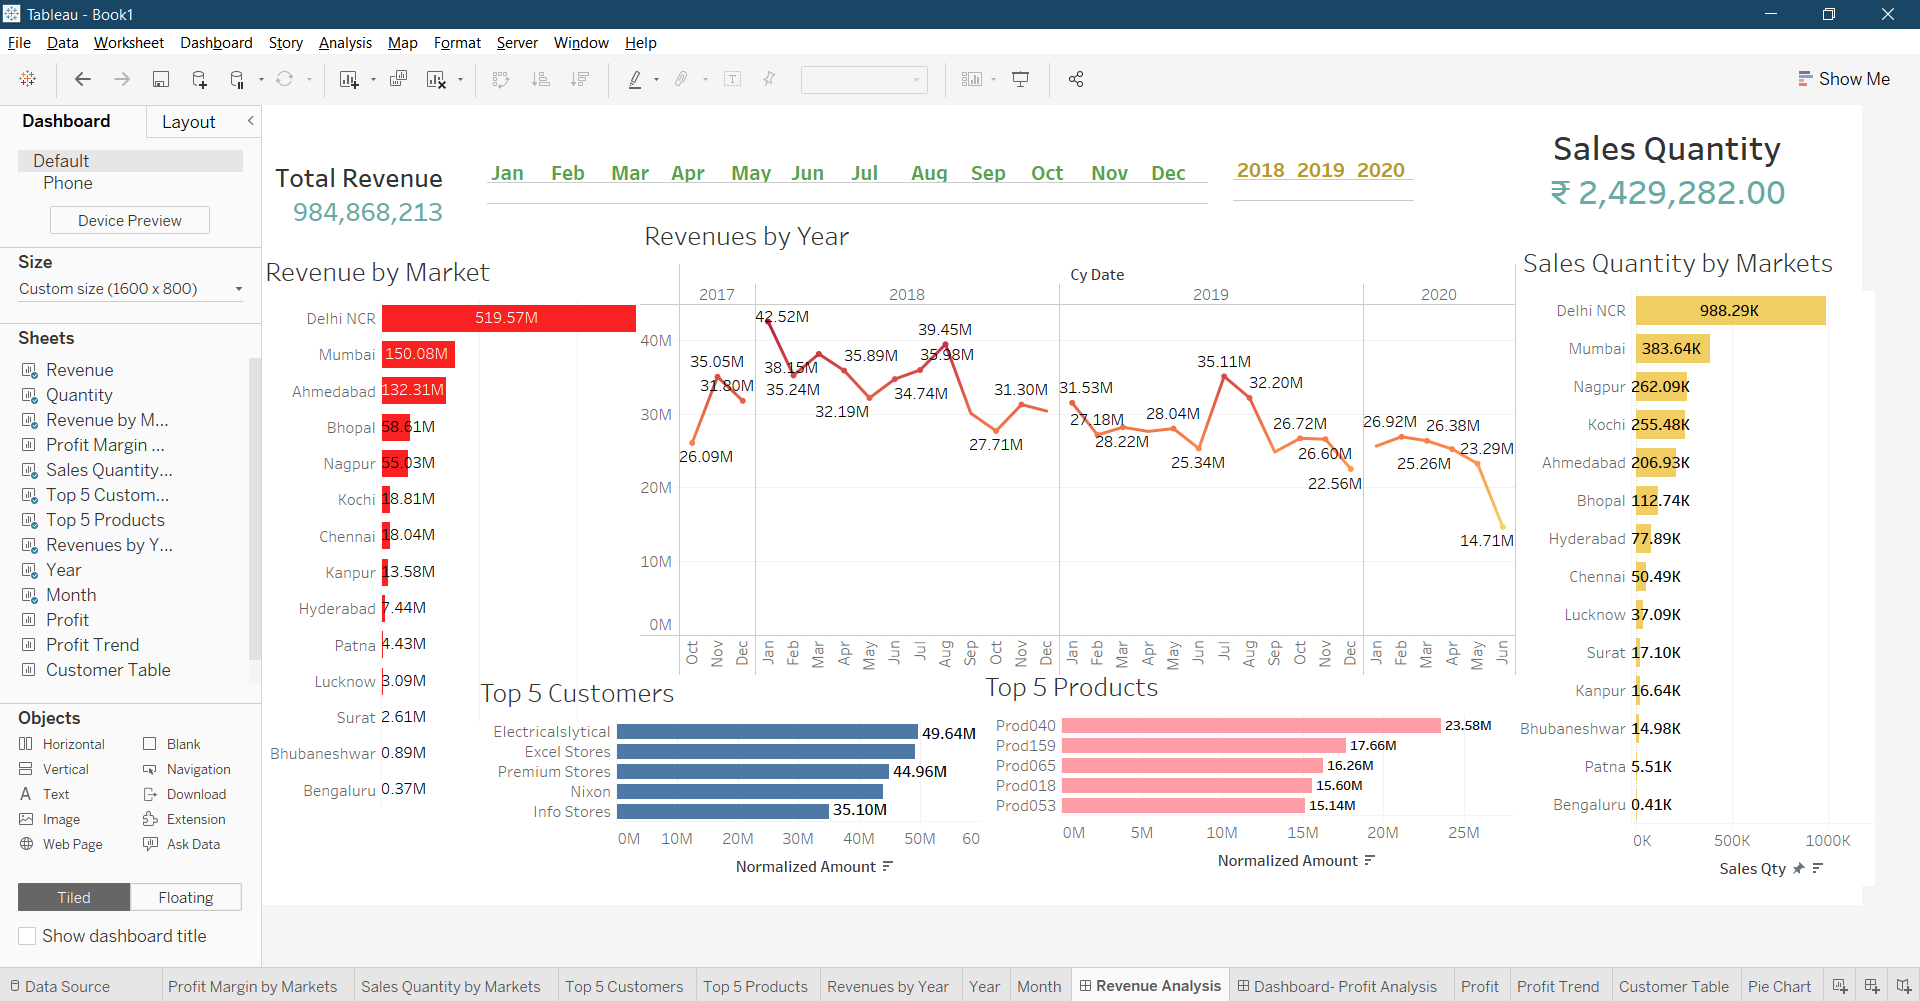 Tableau - Book1
File Data Worksheet Dashboard Story Analysis Map Format Server Window Help
Show Me
Dashboard Layout
Default
Phone
Device Preview
Size
Custom size (1600 x 800)
Sheets
Revenue
Quantity
Revenue by M...
Profit Margin ...
Sales Quantity...
Top 5 Custom...
Top 5 Products
Revenues by Y...
Year
Month
Profit
Profit Trend
Customer Table
Objects
Horizontal Blank
Vertical Navigation
Text Download
Image Extension
Web Page Ask Data
Tiled Floating
Show dashboard title
Total Revenue
984,868,213
Jan Feb Mar Apr May Jun Jul Aug Sep Oct Nov Dec
2018 2019 2020
Sales Quantity
₹ 2,429,282.00
Revenue by Market
Delhi NCR 519.57M
Mumbai 150.08M
Ahmedabad 132.31M
Bhopal 58.61M
Nagpur 55.03M
Kochi 18.81M
Chennai 18.04M
Kanpur 13.58M
Hyderabad 7.44M
Patna 4.43M
Lucknow 3.09M
Surat 2.61M
Bhubaneshwar 0.89M
Bengaluru 0.37M
Revenues by Year
Cy Date
2017 2018 2019 2020
40M
30M
20M
10M
0M
26.09M
35.05M
31.80M
42.52M
35.24M
38.15M
35.89M
32.19M
34.74M
35.98M
39.45M
27.71M
31.30M
31.53M
27.18M
28.22M
28.04M
25.34M
35.11M
32.20M
26.72M
26.60M
22.56M
26.92M
26.38M
25.26M
23.29M
14.71M
Oct Nov Dec Jan Feb Mar Apr May Jun Jul Aug Sep Oct Nov Dec Jan Feb Mar Apr May Jun Jul Aug Sep Oct Nov Dec Jan Feb Mar Apr May Jun
Top 5 Customers
Electricalslytical 49.64M
Excel Stores
Premium Stores 44.96M
Nixon
Info Stores 35.10M
0M 10M 20M 30M 40M 50M 60
Normalized Amount
Top 5 Products
Prod040 23.58M
Prod159 17.66M
Prod065 16.26M
Prod018 15.60M
Prod053 15.14M
0M 5M 10M 15M 20M 25M
Normalized Amount
Sales Quantity by Markets
Delhi NCR 988.29K
Mumbai 383.64K
Nagpur 262.09K
Kochi 255.48K
Ahmedabad 206.93K
Bhopal 112.74K
Hyderabad 77.89K
Chennai 50.49K
Lucknow 37.09K
Surat 17.10K
Kanpur 16.64K
Bhubaneshwar 14.98K
Patna 5.51K
Bengaluru 0.41K
0K 500K 1000K
Sales Qty
Data Source Profit Margin by Markets Sales Quantity by Markets Top 5 Customers Top 5 Products Revenues by Year Year Month Revenue Analysis Dashboard- Profit Analysis Profit Profit Trend Customer Table Pie Chart